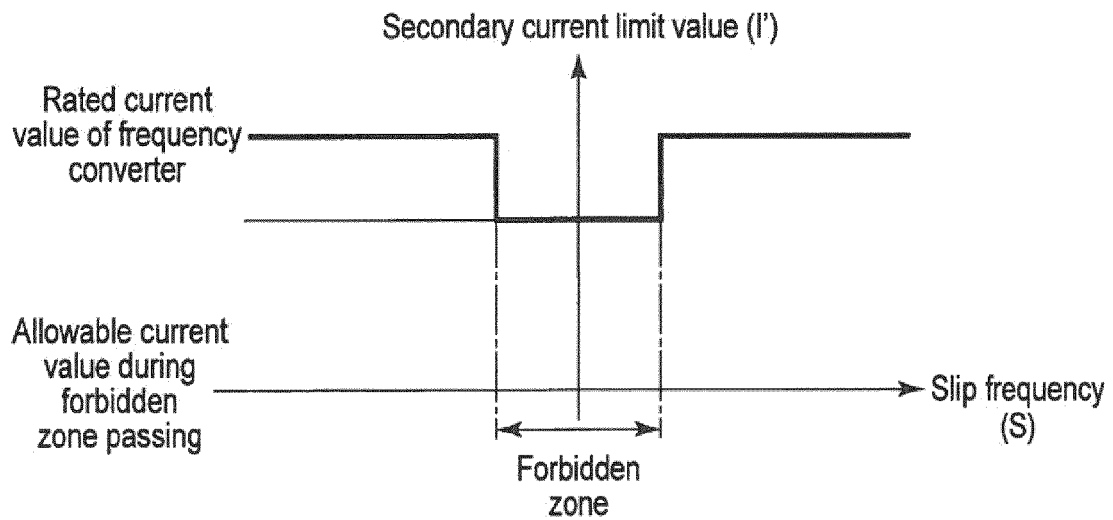 Secondary current limit value (I')
Rated current
value of frequency
converter
Allowable current
value during
forbidden
zone passing
Slip frequency
(S)
Forbidden
zone